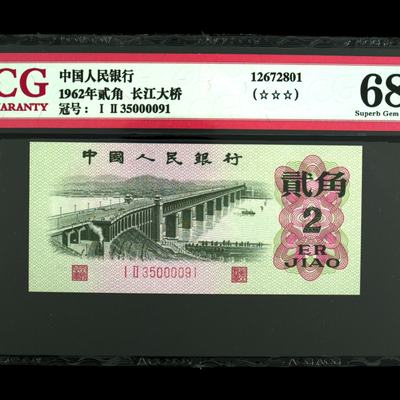 CG
中国人民银行
12672801
68
1962年贰角 长江大桥
(☆☆☆)
ARANTY
冠号: I II 35000091
Superb Gem
中國人民銀行
貳角
2
ER
JIAO
I II 35000091